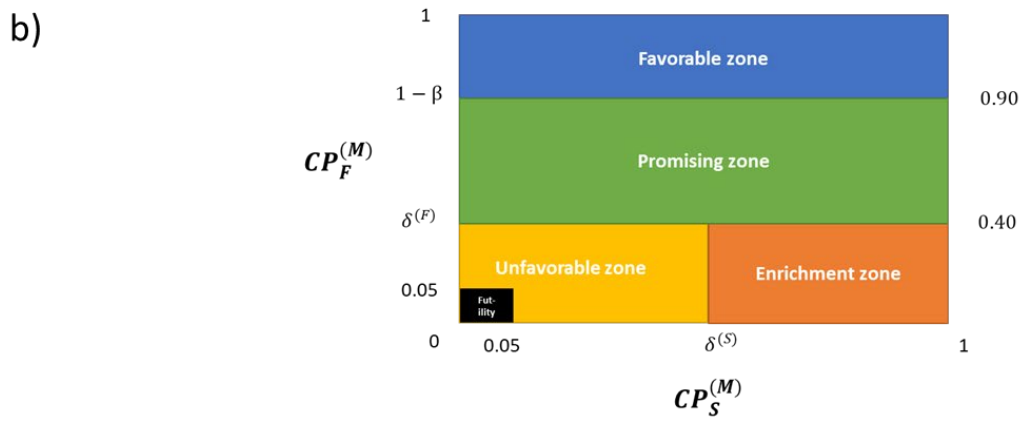 b)
1
Favorable zone
1 − β
0.90
CP_F^(M)
Promising zone
δ^(F)
0.40
Unfavorable zone
Enrichment zone
0.05
Fut-
ility
0
0.05
δ^(S)
1
CP_S^(M)